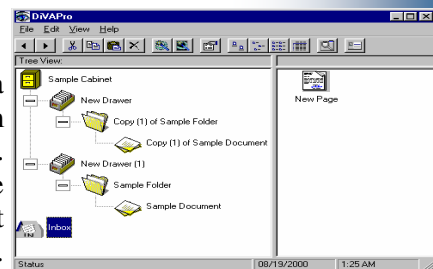 DiVAPro
File Edit View Help
Tree View:
Sample Cabinet
New Drawer
Copy (1) of Sample Folder
Copy (1) of Sample Document
New Drawer (1)
Sample Folder
Sample Document
Inbox
New Page
Status 08/19/2000 1:25 AM